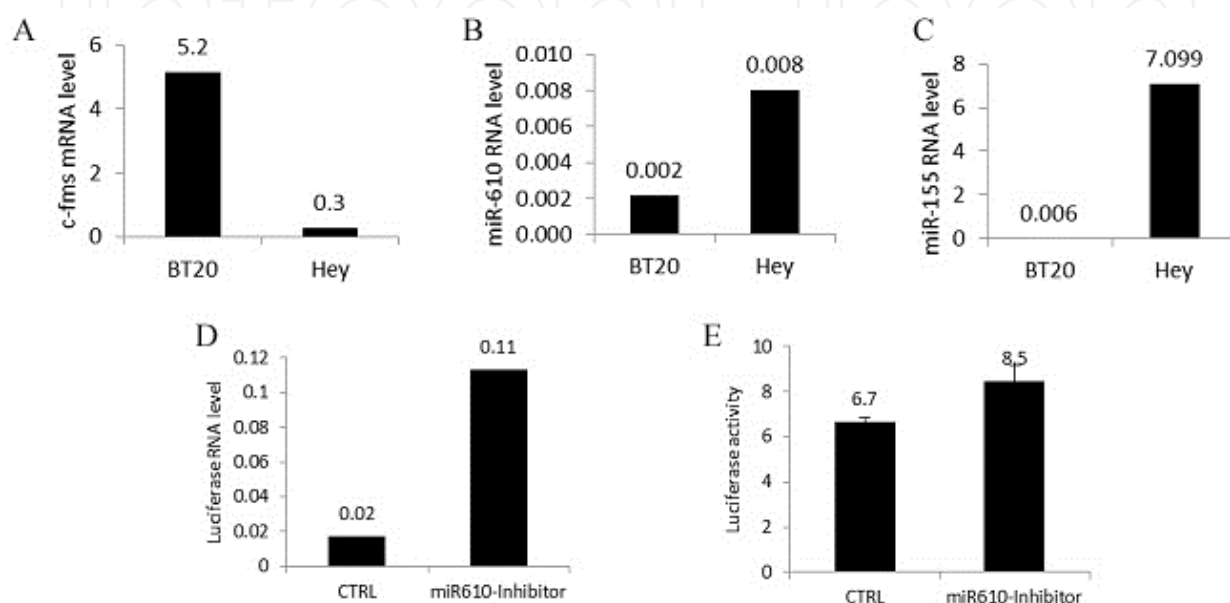 A
c-fms mRNA level
6
4
2
0
5.2
0.3
BT20
Hey
B
miR-610 RNA level
0.010
0.008
0.006
0.004
0.002
0.000
0.002
0.008
BT20
Hey
C
miR-155 RNA level
8
6
4
2
0
0.006
7.099
BT20
Hey
D
Luciferase RNA level
0.12
0.1
0.08
0.06
0.04
0.02
0
0.02
0.11
CTRL
miR610-Inhibitor
E
Luciferase activity
10
8
6
4
2
0
6.7
8.5
CTRL
miR610-Inhibitor